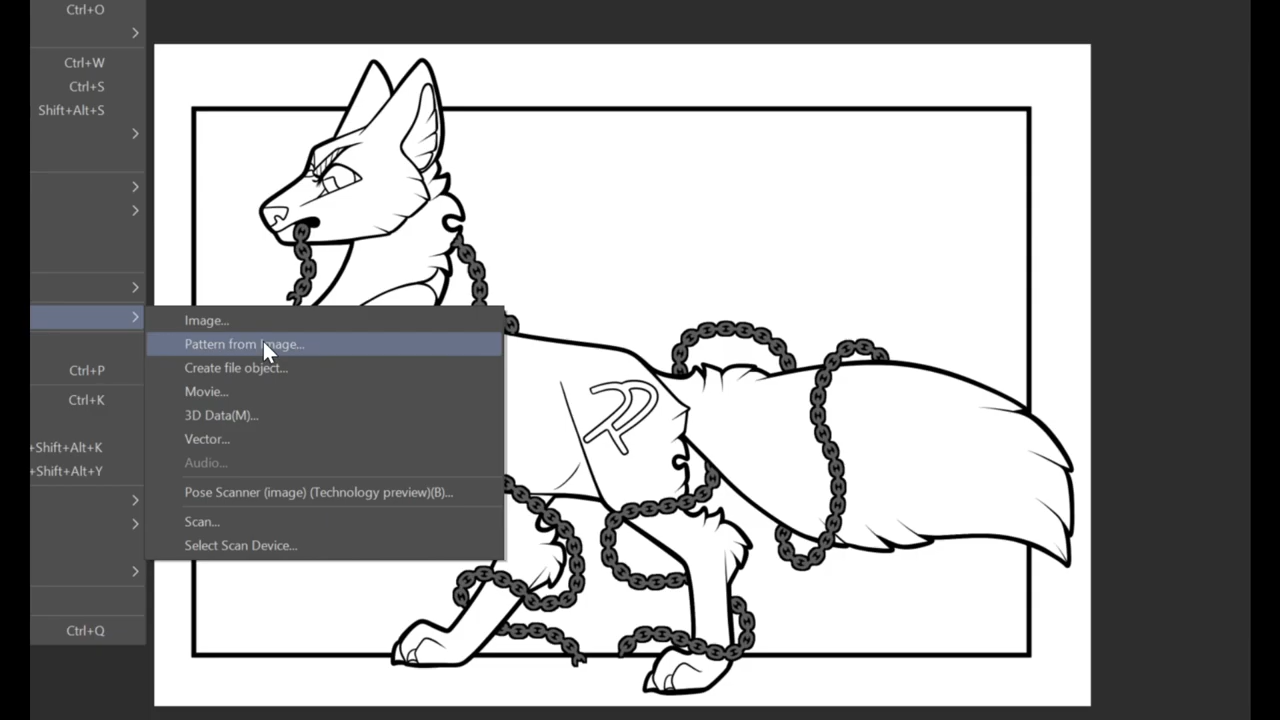 Ctrl+O
Ctrl+W
Ctrl+S
Shift+Alt+S
Ctrl+P
Ctrl+K
+Shift+Alt+K
+Shift+Alt+Y
Ctrl+Q
Image...
Pattern from Image...
Create file object...
Movie...
3D Data(M)...
Vector...
Audio...
Pose Scanner (image) (Technology preview)(B)...
Scan...
Select Scan Device...